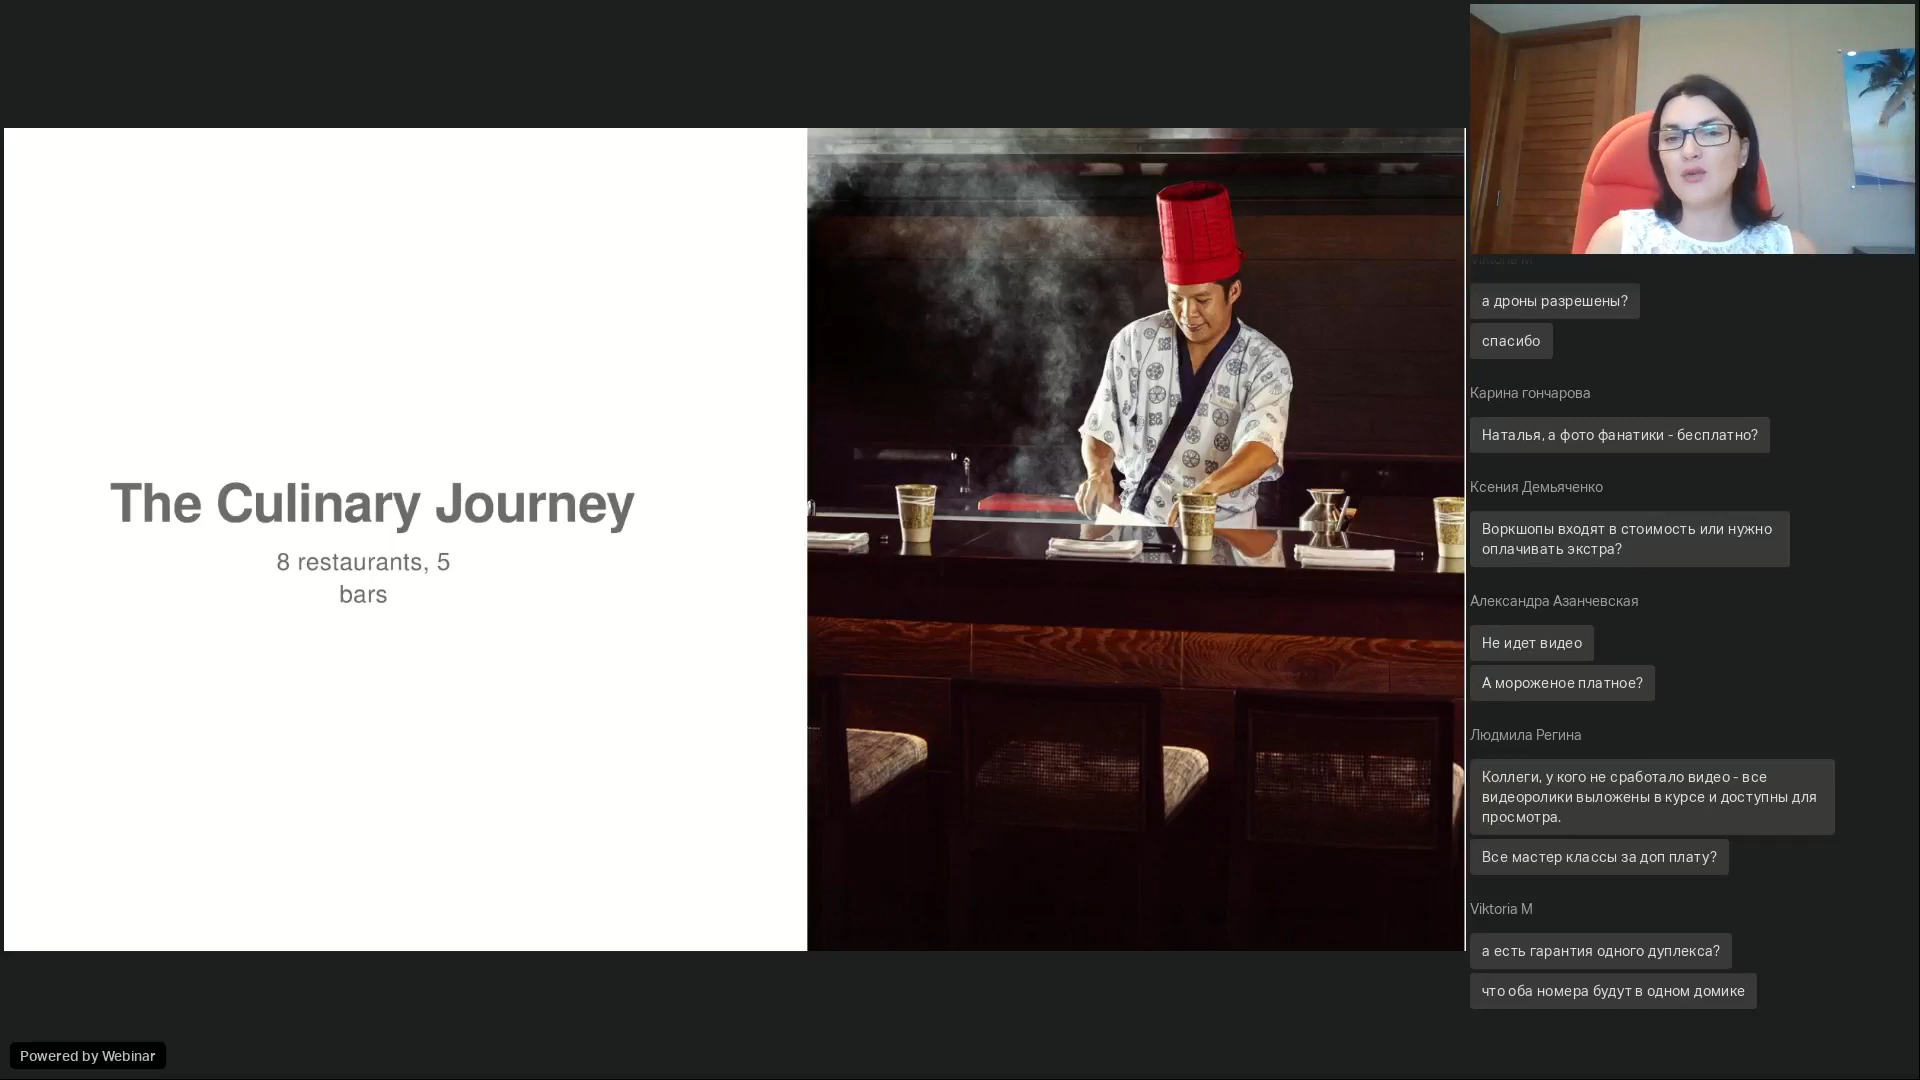 The Culinary Journey
8 restaurants, 5
bars
Viktoria M
а дроны разрешены?
спасибо
Карина гончарова
Наталья, а фото фанатики - бесплатно?
Ксения Демьяченко
Воркшопы входят в стоимость или нужно
оплачивать экстра?
Александра Азанчевская
Не идет видео
А мороженое платное?
Людмила Регина
Коллеги, у кого не сработало видео - все
видеоролики выложены в курсе и доступны для
просмотра.
Все мастер классы за доп плату?
Viktoria M
а есть гарантия одного дуплекса?
что оба номера будут в одном домике
Powered by Webinar